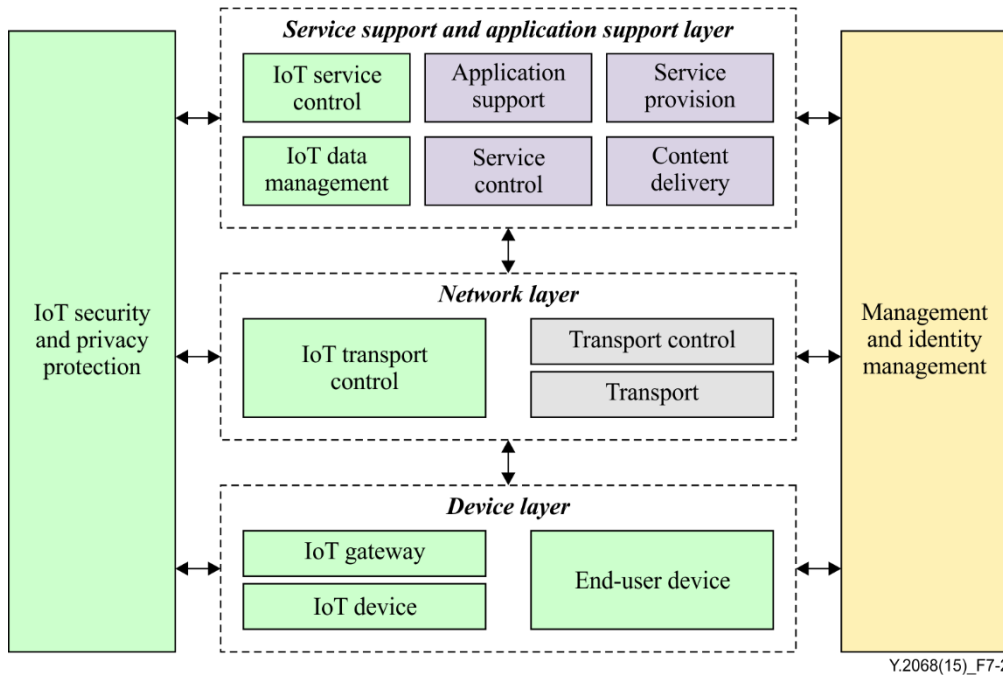 Service support and application support layer
IoT service
control
Application
support
Service
provision
IoT data
management
Service
control
Content
delivery
IoT security
and privacy
protection
Network layer
IoT transport
control
Transport control
Transport
Management
and identity
management
Device layer
IoT gateway
IoT device
End-user device
Y.2068(15)_F7-2